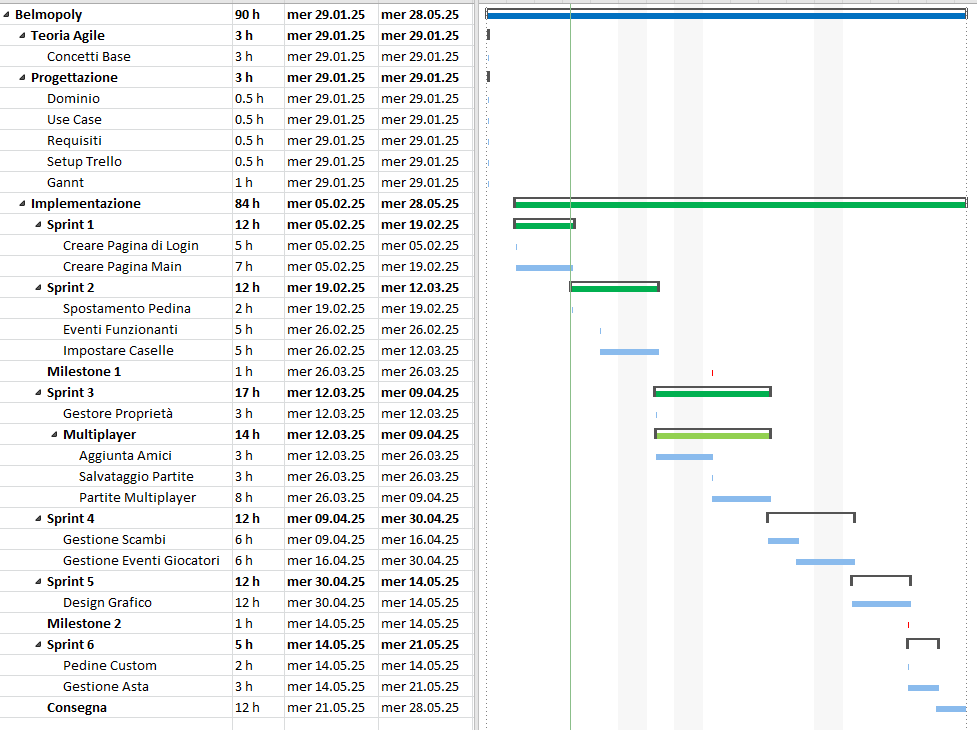 Belmopoly 90 h mer 29.01.25 mer 28.05.25
Teoria Agile 3 h mer 29.01.25 mer 29.01.25
Concetti Base 3 h mer 29.01.25 mer 29.01.25
Progettazione 3 h mer 29.01.25 mer 29.01.25
Dominio 0.5 h mer 29.01.25 mer 29.01.25
Use Case 0.5 h mer 29.01.25 mer 29.01.25
Requisiti 0.5 h mer 29.01.25 mer 29.01.25
Setup Trello 0.5 h mer 29.01.25 mer 29.01.25
Gannt 1 h mer 29.01.25 mer 29.01.25
Implementazione 84 h mer 05.02.25 mer 28.05.25
Sprint 1 12 h mer 05.02.25 mer 19.02.25
Creare Pagina di Login 5 h mer 05.02.25 mer 05.02.25
Creare Pagina Main 7 h mer 05.02.25 mer 19.02.25
Sprint 2 12 h mer 19.02.25 mer 12.03.25
Spostamento Pedina 2 h mer 19.02.25 mer 19.02.25
Eventi Funzionanti 5 h mer 26.02.25 mer 26.02.25
Impostare Caselle 5 h mer 26.02.25 mer 12.03.25
Milestone 1 1 h mer 26.03.25 mer 26.03.25
Sprint 3 17 h mer 12.03.25 mer 09.04.25
Gestore Proprietà 3 h mer 12.03.25 mer 12.03.25
Multiplayer 14 h mer 12.03.25 mer 09.04.25
Aggiunta Amici 3 h mer 12.03.25 mer 26.03.25
Salvataggio Partite 3 h mer 26.03.25 mer 26.03.25
Partite Multiplayer 8 h mer 26.03.25 mer 09.04.25
Sprint 4 12 h mer 09.04.25 mer 30.04.25
Gestione Scambi 6 h mer 09.04.25 mer 16.04.25
Gestione Eventi Giocatori 6 h mer 16.04.25 mer 30.04.25
Sprint 5 12 h mer 30.04.25 mer 14.05.25
Design Grafico 12 h mer 30.04.25 mer 14.05.25
Milestone 2 1 h mer 14.05.25 mer 14.05.25
Sprint 6 5 h mer 14.05.25 mer 21.05.25
Pedine Custom 2 h mer 14.05.25 mer 14.05.25
Gestione Asta 3 h mer 14.05.25 mer 21.05.25
Consegna 12 h mer 21.05.25 mer 28.05.25